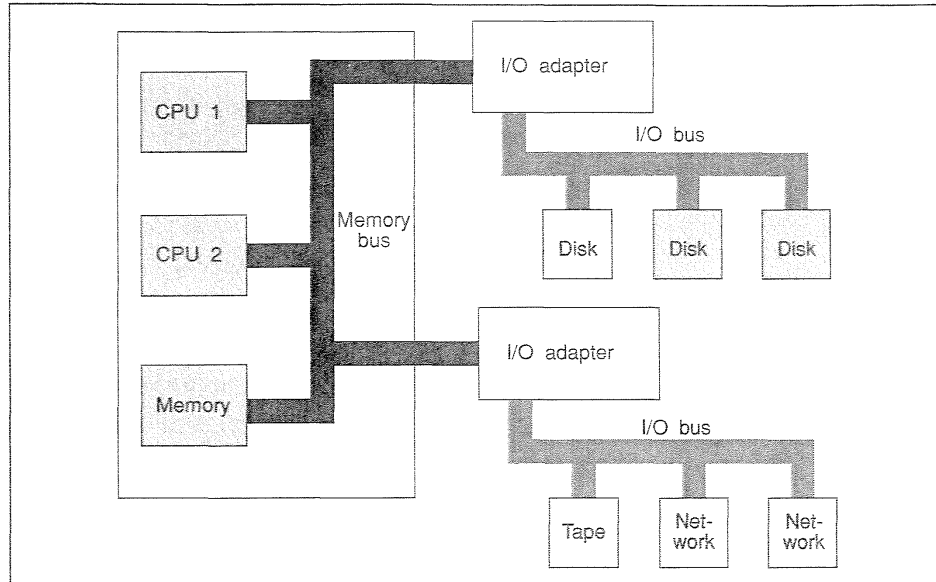 CPU 1
CPU 2
Memory
Memory
bus
I/O adapter
I/O bus
Disk
Disk
Disk
I/O adapter
I/O bus
Tape
Net-
work
Net-
work